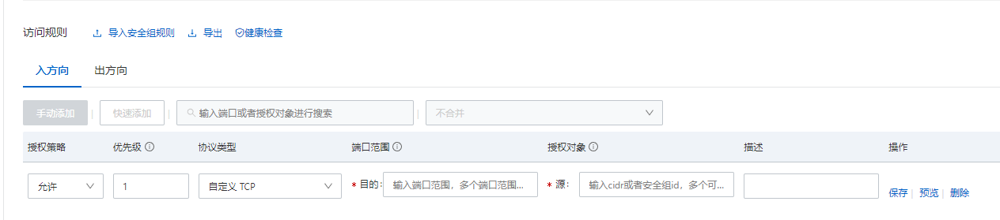 访问规则 导入安全组规则 导出 健康检查
入方向 出方向
手动添加 快速添加 输入端口或者授权对象进行搜索 不合并
授权策略 优先级 协议类型 端口范围 授权对象 描述 操作
允许 1 自定义 TCP * 目的: 输入端口范围，多个端口范围... * 源: 输入cidr或者安全组id，多个可... 保存 预览 删除